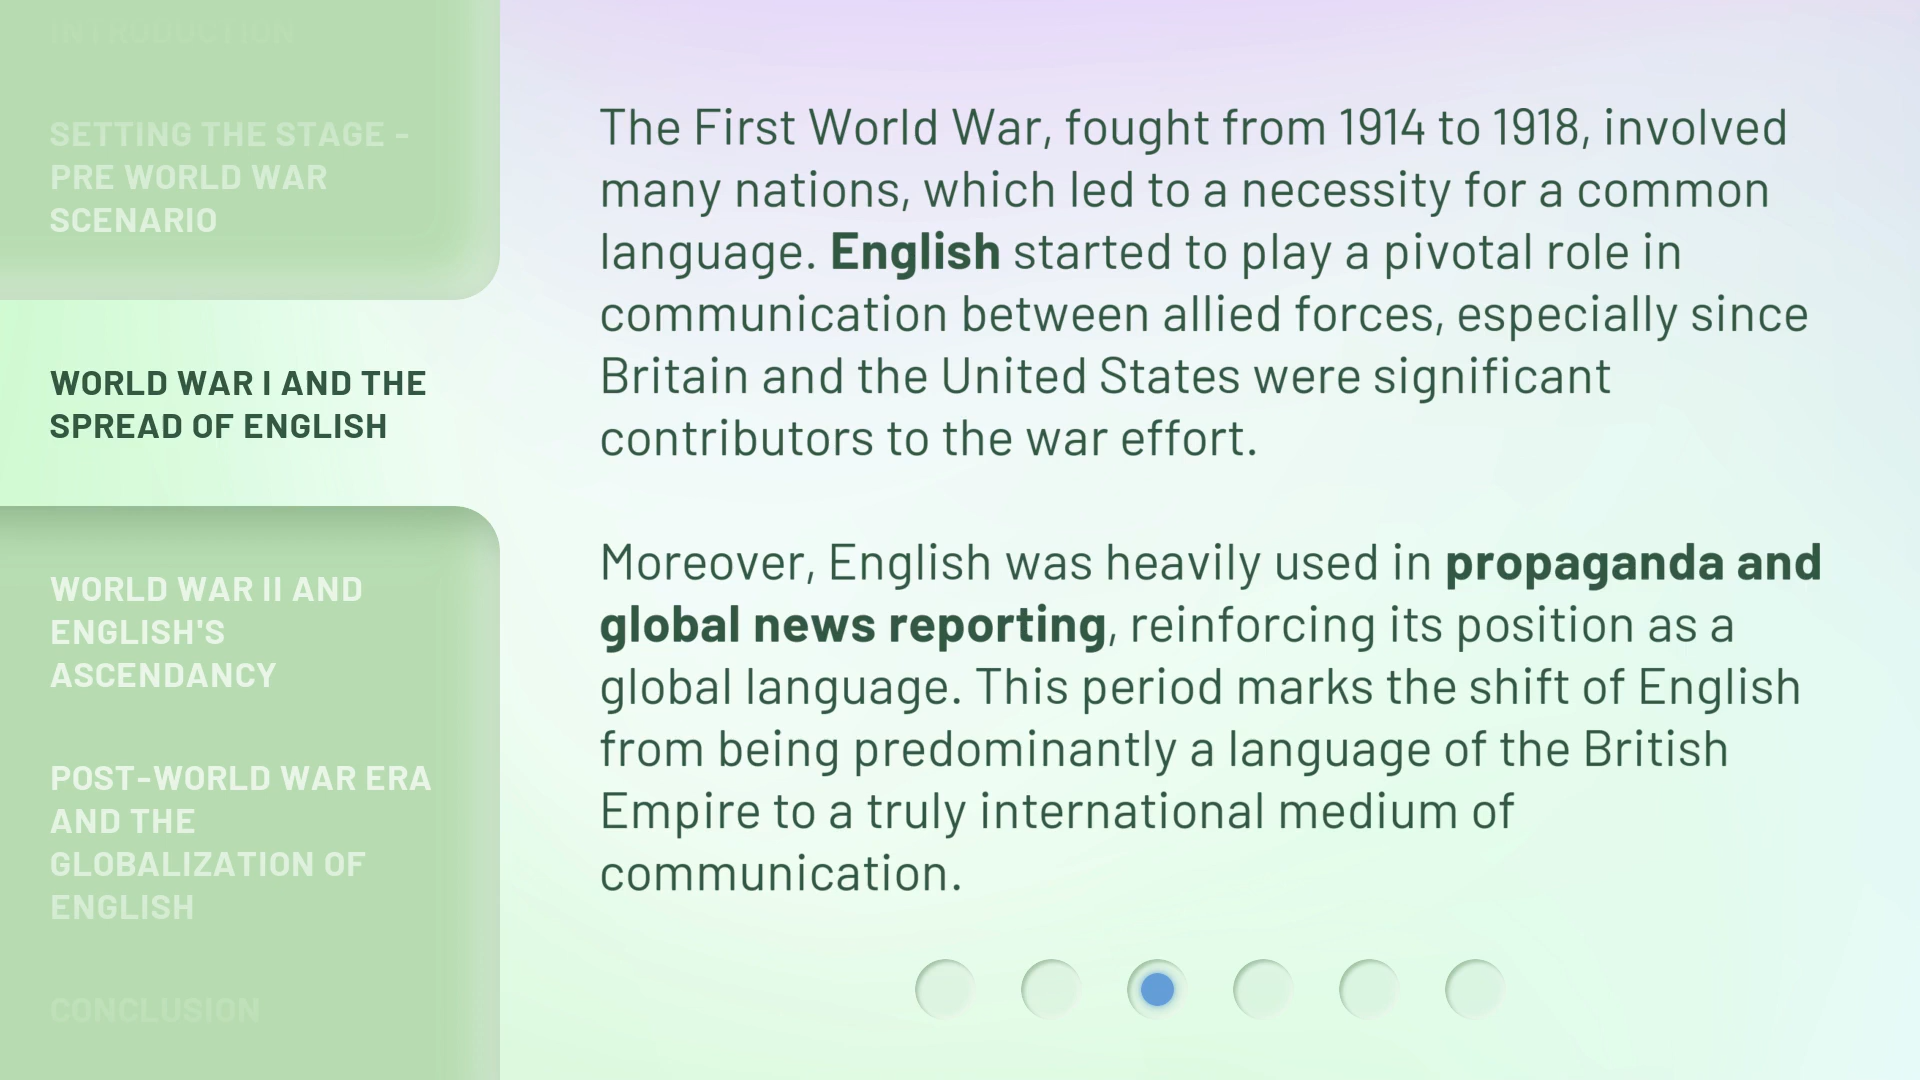 INTRODUCTION
SETTING THE STAGE -
PRE WORLD WAR
SCENARIO
WORLD WAR I AND THE
SPREAD OF ENGLISH
WORLD WAR II AND
ENGLISH'S
ASCENDANCY
POST-WORLD WAR ERA
AND THE
GLOBALIZATION OF
ENGLISH
CONCLUSION
The First World War, fought from 1914 to 1918, involved
many nations, which led to a necessity for a common
language. English started to play a pivotal role in
communication between allied forces, especially since
Britain and the United States were significant
contributors to the war effort.
Moreover, English was heavily used in propaganda and
global news reporting, reinforcing its position as a
global language. This period marks the shift of English
from being predominantly a language of the British
Empire to a truly international medium of
communication.